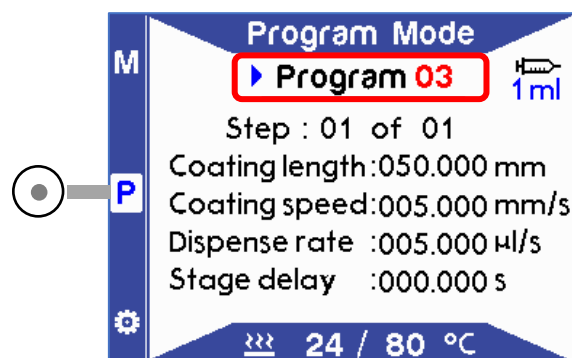 Program Mode
M
Program 03
1 ml
Step : 01 of 01
Coating length:050.000 mm
P
Coating speed:005.000 mm/s
Dispense rate :005.000 µl/s
Stage delay :000.000 s
24 / 80 °C